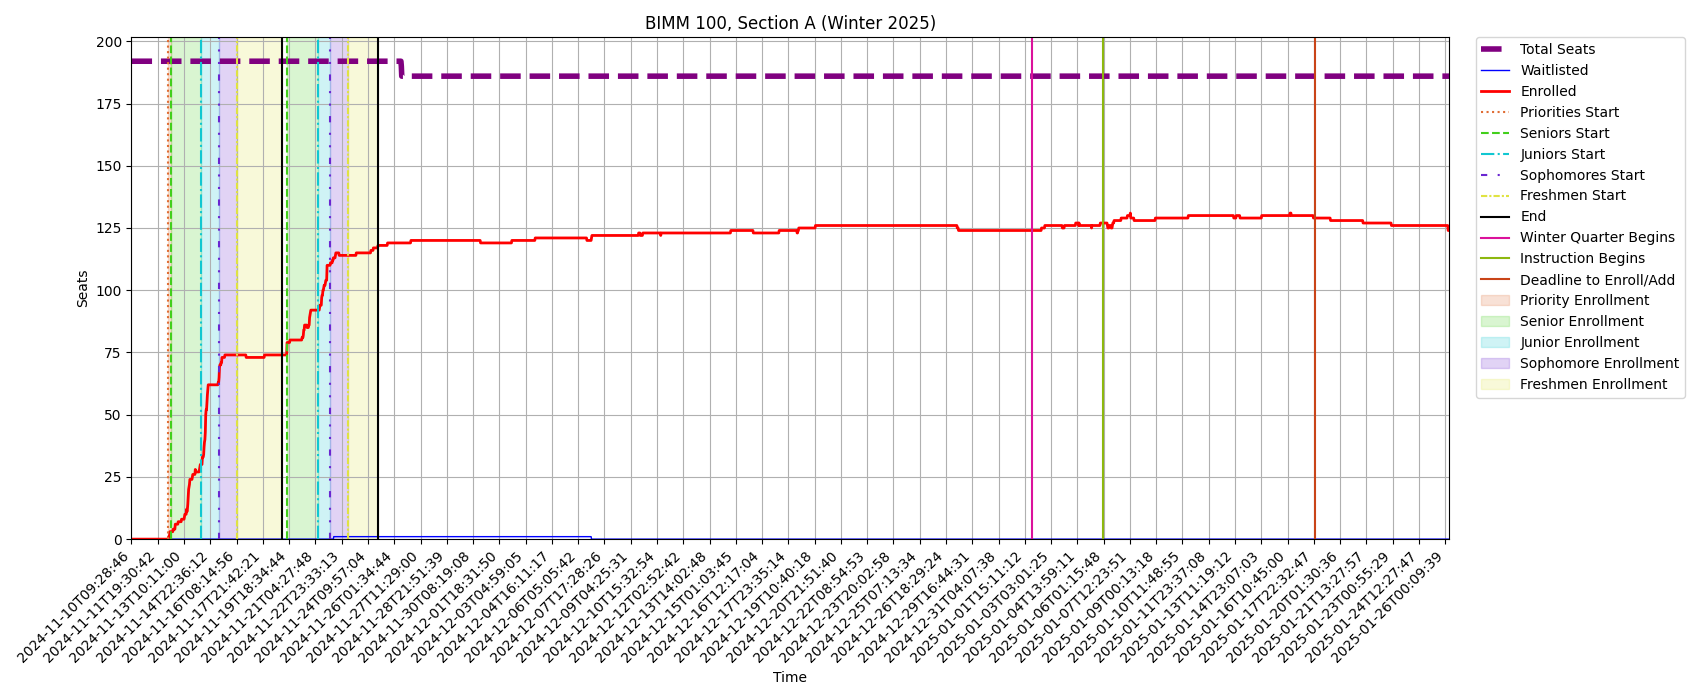 BIMM 100, Section A (Winter 2025)
200
175
150
125
100
75
50
25
0
Seats
2024-11-10T09:28:46
2024-11-11T19:30:42
2024-11-13T10:11:00
2024-11-14T22:36:12
2024-11-16T08:14:56
2024-11-17T21:42:21
2024-11-19T18:34:44
2024-11-21T04:27:48
2024-11-22T23:33:13
2024-11-24T09:57:04
2024-11-26T01:34:44
2024-11-27T11:29:00
2024-11-28T21:51:39
2024-11-30T08:19:08
2024-12-01T18:31:50
2024-12-03T04:59:05
2024-12-04T16:11:17
2024-12-06T05:05:42
2024-12-07T17:28:26
2024-12-09T04:25:31
2024-12-10T15:32:54
2024-12-12T02:52:42
2024-12-13T14:02:48
2024-12-15T01:03:45
2024-12-16T12:17:04
2024-12-17T23:35:14
2024-12-19T10:40:18
2024-12-20T21:51:40
2024-12-22T08:54:53
2024-12-23T20:02:58
2024-12-25T07:13:34
2024-12-26T18:29:24
2024-12-29T16:44:31
2024-12-31T04:07:38
2025-01-01T15:11:12
2025-01-03T03:01:25
2025-01-04T13:59:11
2025-01-06T01:15:48
2025-01-07T12:23:51
2025-01-09T00:13:18
2025-01-10T11:48:55
2025-01-11T23:37:08
2025-01-13T11:19:12
2025-01-14T23:07:03
2025-01-16T10:45:00
2025-01-17T22:32:47
2025-01-20T01:30:36
2025-01-21T13:27:57
2025-01-23T00:55:29
2025-01-24T12:27:47
2025-01-26T00:09:39
Time
Total Seats
Waitlisted
Enrolled
Priorities Start
Seniors Start
Juniors Start
Sophomores Start
Freshmen Start
End
Winter Quarter Begins
Instruction Begins
Deadline to Enroll/Add
Priority Enrollment
Senior Enrollment
Junior Enrollment
Sophomore Enrollment
Freshmen Enrollment